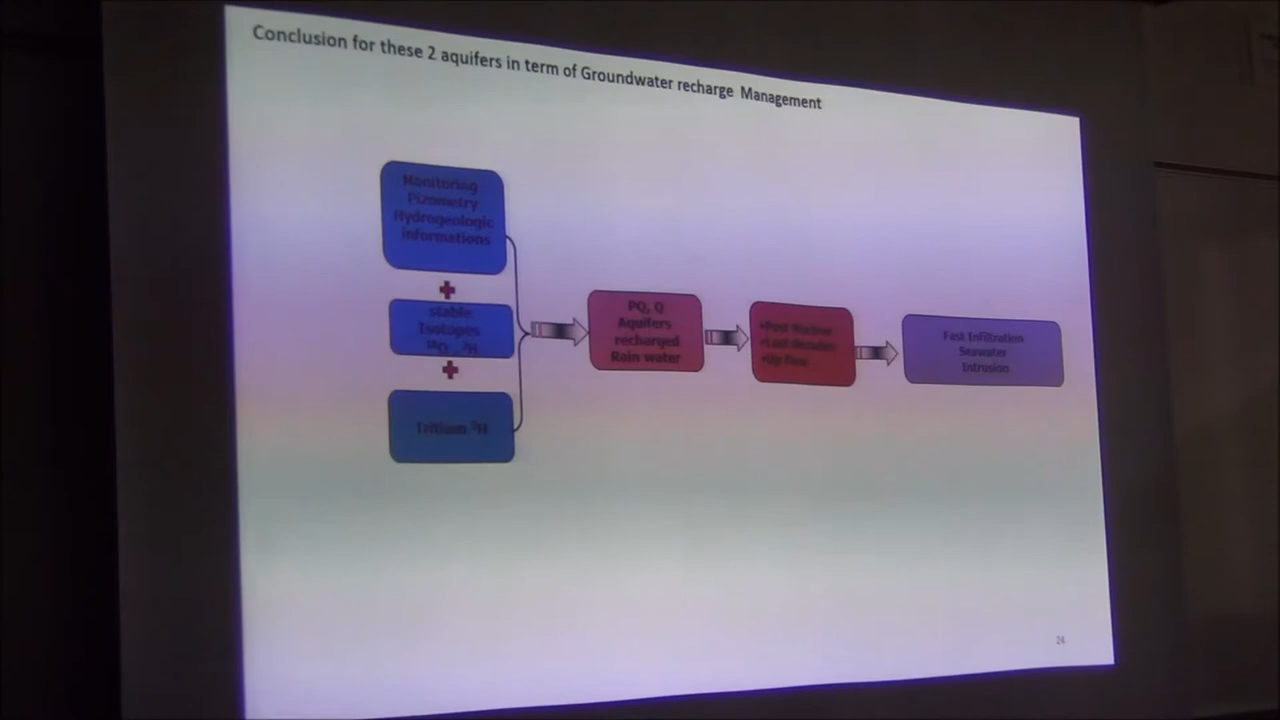 Conclusion for these 2 aquifers in term of Groundwater recharge Management
Monitoring
Pizometry
Hydrogeologic
informations
stable
Isotopes
¹⁸O, ²H
Tritium ³H
PQ, Q
Aquifers
recharged
Rain water
Fast Infiltration
Seawater
Intrusion
24